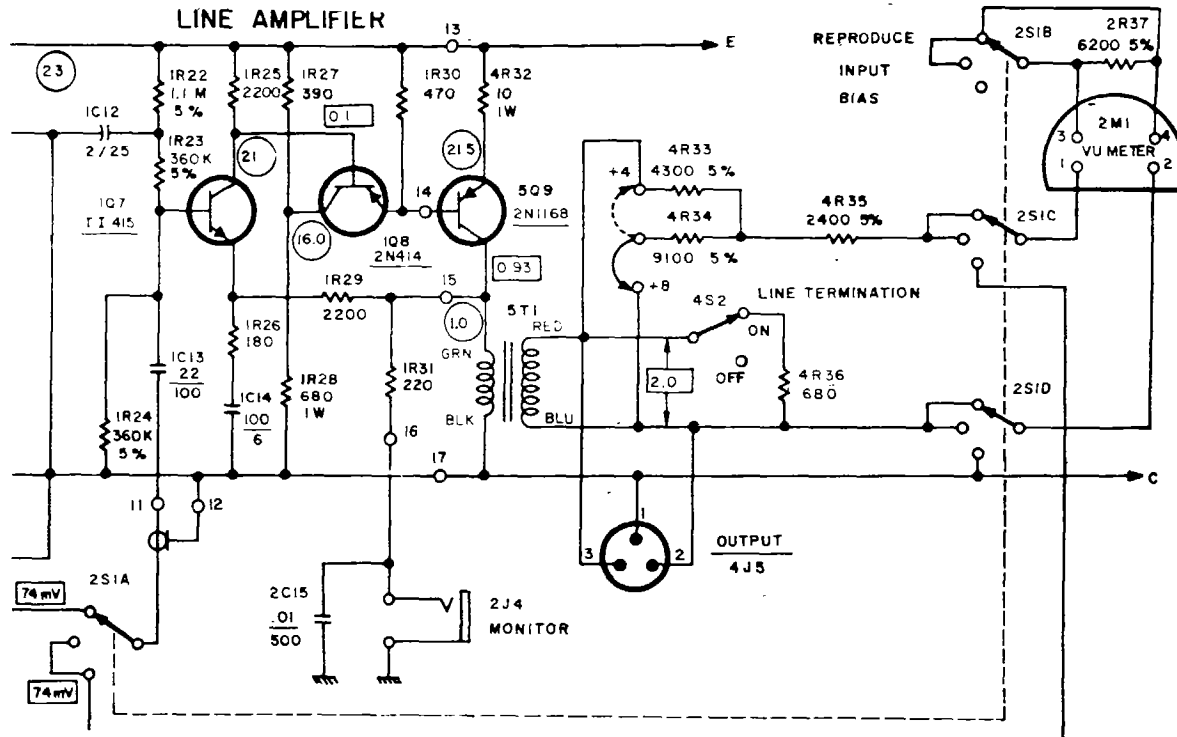 LINE AMPLIFIER
13
E
23
1R22
1.1 M
5%
1R25
2200
1R27
390
1R30
470
4R32
10
1W
REPRODUCE
INPUT
BIAS
2S1B
2R37
6200 5%
1C12
2/25
0.1
1R23
360K
5%
21
21.5
3
2M1
4
VU METER
1
2
1Q7
TI 415
14
5Q9
2N1168
+4
4R33
4300 5%
4R34
9100 5%
4R35
2400 5%
2S1C
16.0
1Q8
2N414
0.93
1R29
2200
15
1.0
5T1
RED
+8
LINE TERMINATION
4S2
ON
OFF
GRN
BLK
BLU
2.0
4R36
680
1R26
180
1C13
22
100
1C14
100
6
1R28
680
1W
1R31
220
1R24
360K
5%
16
17
2S1D
C
11
12
1
3
2
OUTPUT
4J5
2S1A
74mV
74mV
2C15
.01
500
2J4
MONITOR